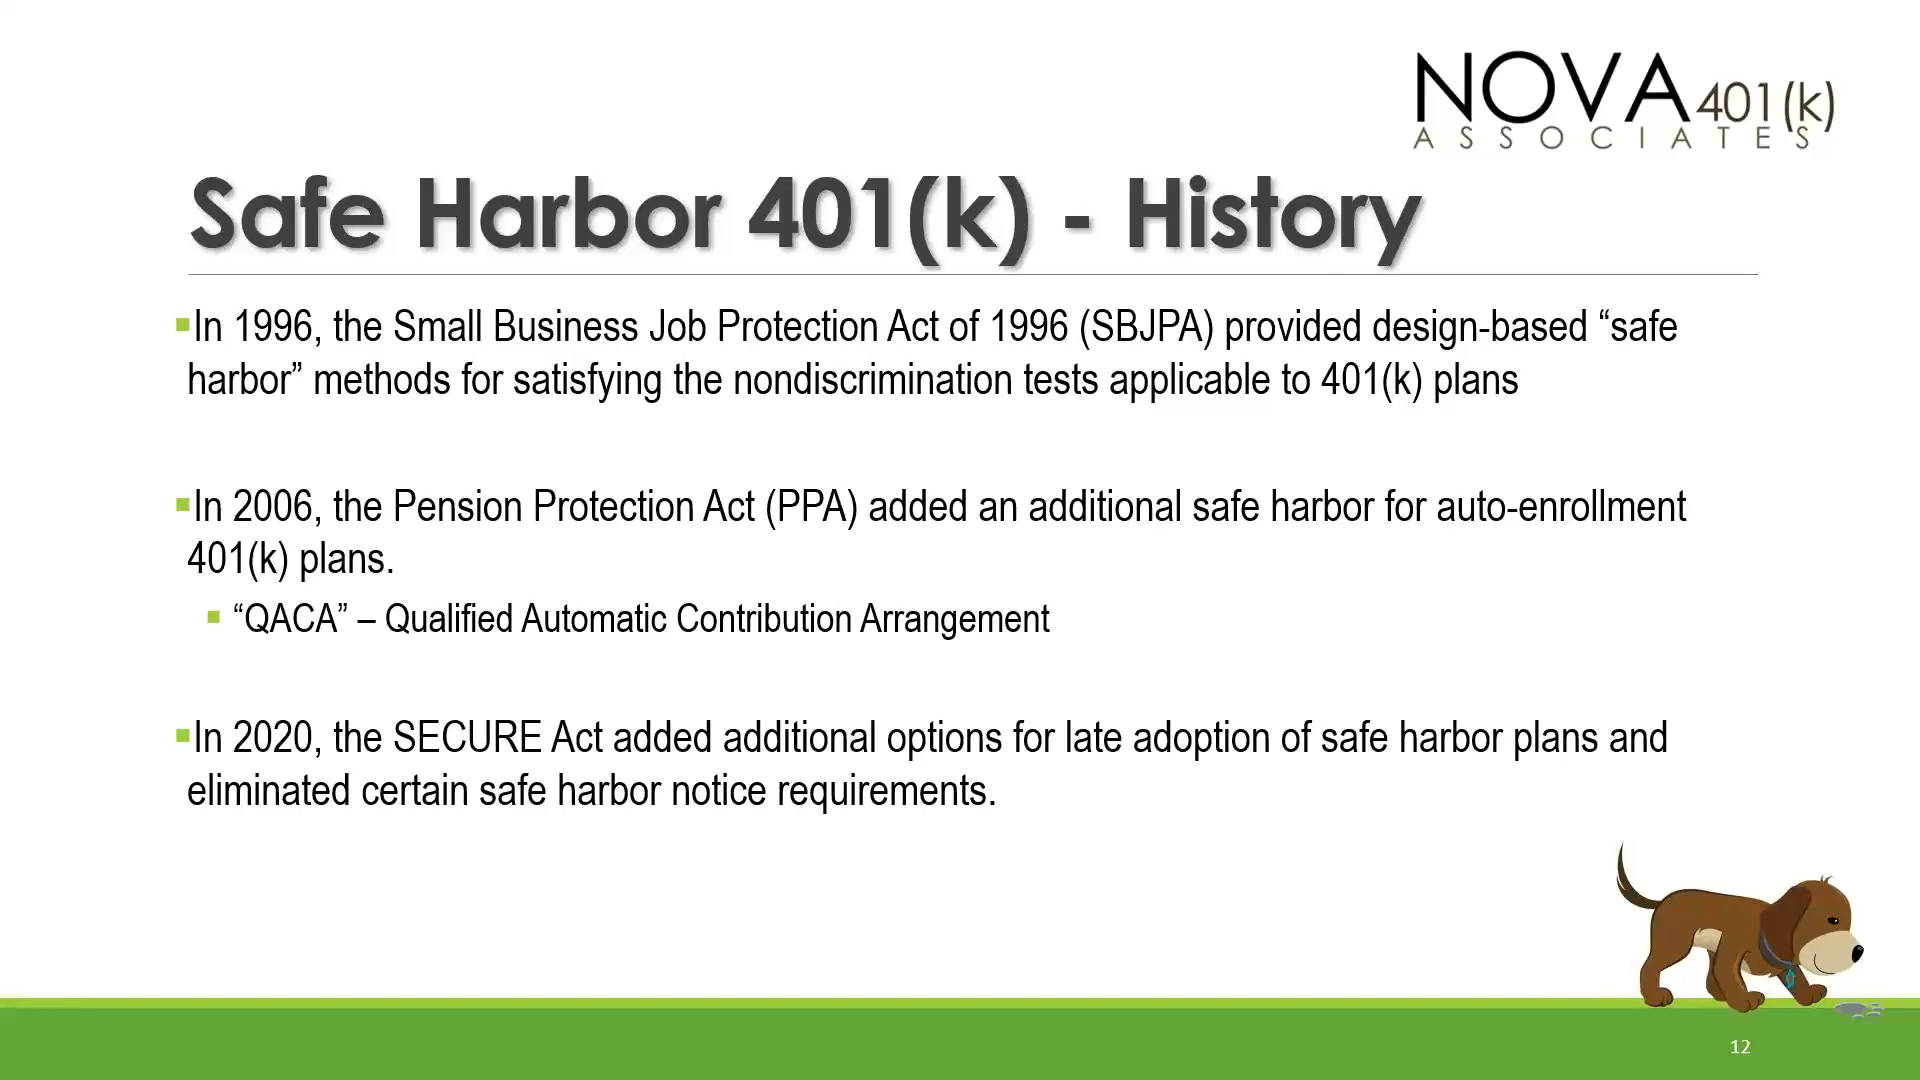 NOVA 401(k)
ASSOCIATES
Safe Harbor 401(k) - History
▪In 1996, the Small Business Job Protection Act of 1996 (SBJPA) provided design-based “safe
harbor” methods for satisfying the nondiscrimination tests applicable to 401(k) plans
▪In 2006, the Pension Protection Act (PPA) added an additional safe harbor for auto-enrollment
401(k) plans.
▪ “QACA” – Qualified Automatic Contribution Arrangement
▪In 2020, the SECURE Act added additional options for late adoption of safe harbor plans and
eliminated certain safe harbor notice requirements.
12